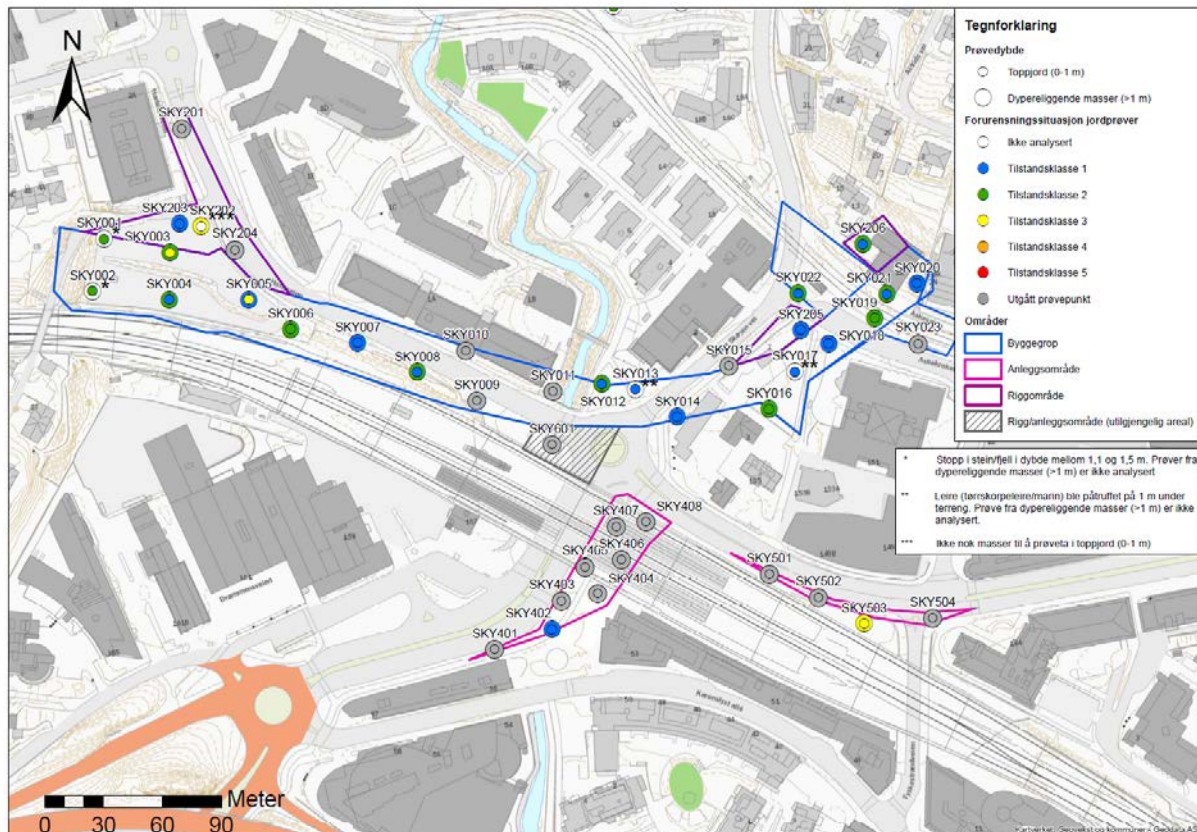 N
Tegnforklaring
Prøvedybde
Toppjord (0-1 m)
Dypereliggende masser (>1 m)
Forurensningssituasjon jordprøver
Ikke analysert
Tilstandsklasse 1
Tilstandsklasse 2
Tilstandsklasse 3
Tilstandsklasse 4
Tilstandsklasse 5
Utgått prøvepunkt
Områder
Byggegrop
Anleggsområde
Riggområde
Rigg/anleggsområde (utilgjengelig areal)
* Stopp i stein/fjell i dybde mellom 1,1 og 1,5 m. Prøver fra
dypereliggende masser (>1 m) er ikke analysert
** Leire (tørrskorpeleire/marin) ble påtruffet på 1 m under
terreng. Prøve fra dypereliggende masser (>1 m) er ikke
analysert.
*** Ikke nok masser til å prøveta i toppjord (0-1 m)
SKY201
SKY203
SKY202
***
SKY001
*
SKY003
SKY204
SKY002
*
SKY004
SKY005
SKY006
SKY007
SKY010
SKY008
SKY009
SKY011
SKY012
SKY013
**
SKY014
SKY015
SKY601
SKY206
SKY022
SKY021
SKY020
SKY019
SKY205
SKY018
SKY023
SKY017
**
SKY016
SKY407
SKY408
SKY406
SKY405
SKY404
SKY403
SKY402
SKY401
SKY501
SKY502
SKY503
SKY504
Drammensveien
Karenslyst allé
Meter
0 30 60 90